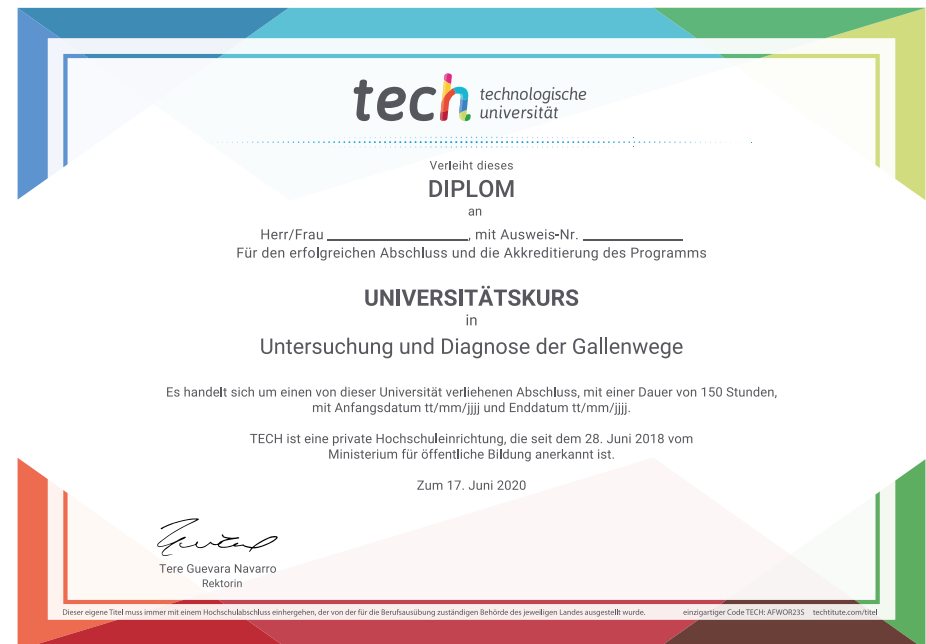 tech technologische
universität
Verleiht dieses
DIPLOM
an
Herr/Frau ____________________, mit Ausweis-Nr. ______________
Für den erfolgreichen Abschluss und die Akkreditierung des Programms
UNIVERSITÄTSKURS
in
Untersuchung und Diagnose der Gallenwege
Es handelt sich um einen von dieser Universität verliehenen Abschluss, mit einer Dauer von 150 Stunden,
mit Anfangsdatum tt/mm/jjjj und Enddatum tt/mm/jjjj.
TECH ist eine private Hochschuleinrichtung, die seit dem 28. Juni 2018 vom
Ministerium für öffentliche Bildung anerkannt ist.
Zum 17. Juni 2020
Tere Guevara Navarro
Rektorin
Dieser eigene Titel muss immer mit einem Hochschulabschluss einhergehen, der von der für die Berufsausübung zuständigen Behörde des jeweiligen Landes ausgestellt wurde. einzigartiger Code TECH: AFWOR23S techtitute.com/titel